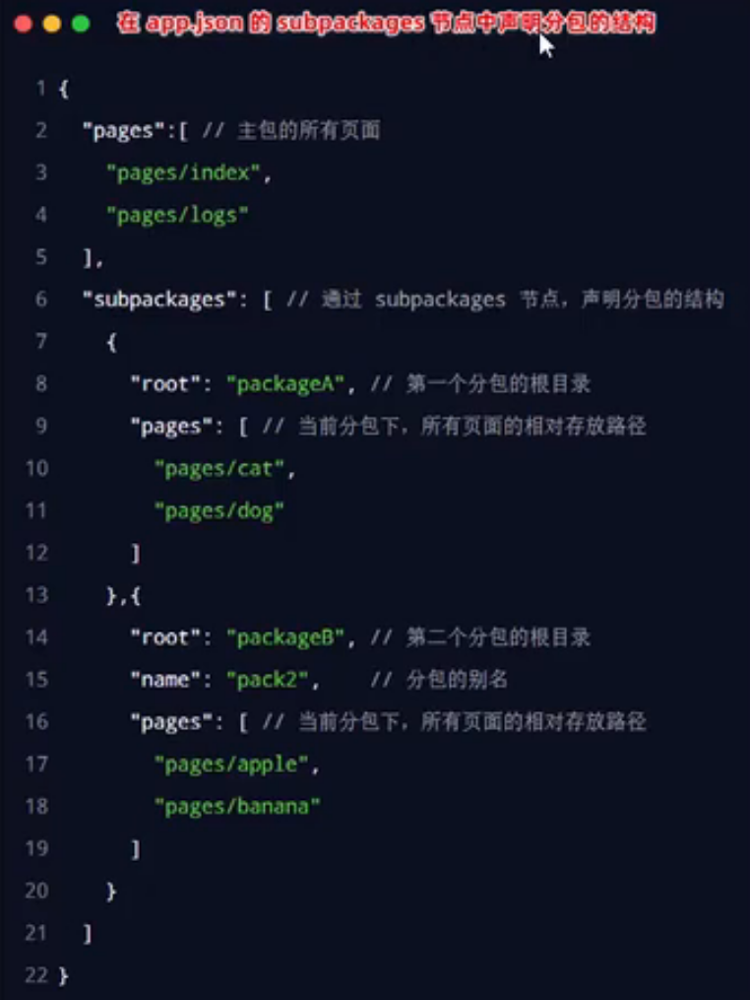 在 app.json 的 subpackages 节点中声明分包的结构
1 {
2 "pages":[ // 主包的所有页面
3 "pages/index",
4 "pages/logs"
5 ],
6 "subpackages": [ // 通过 subpackages 节点，声明分包的结构
7 {
8 "root": "packageA", // 第一个分包的根目录
9 "pages": [ // 当前分包下，所有页面的相对存放路径
10 "pages/cat",
11 "pages/dog"
12 ]
13 },{
14 "root": "packageB", // 第二个分包的根目录
15 "name": "pack2", // 分包的别名
16 "pages": [ // 当前分包下，所有页面的相对存放路径
17 "pages/apple",
18 "pages/banana"
19 ]
20 }
21 ]
22 }